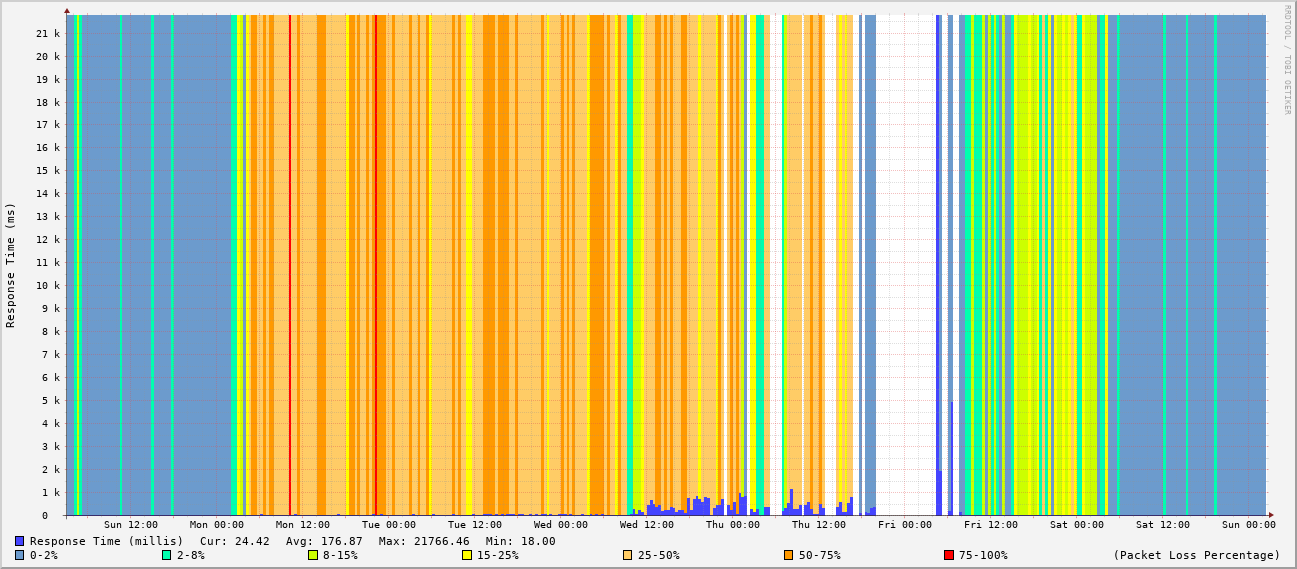 RRDTOOL / TOBI OETIKER
Response Time (ms)
21 k
20 k
19 k
18 k
17 k
16 k
15 k
14 k
13 k
12 k
11 k
10 k
9 k
8 k
7 k
6 k
5 k
4 k
3 k
2 k
1 k
0
Sun 12:00 Mon 00:00 Mon 12:00 Tue 00:00 Tue 12:00 Wed 00:00 Wed 12:00 Thu 00:00 Thu 12:00 Fri 00:00 Fri 12:00 Sat 00:00 Sat 12:00 Sun 00:00
Response Time (millis) Cur: 24.42 Avg: 176.87 Max: 21766.46 Min: 18.00
0-2% 2-8% 8-15% 15-25% 25-50% 50-75% 75-100% (Packet Loss Percentage)